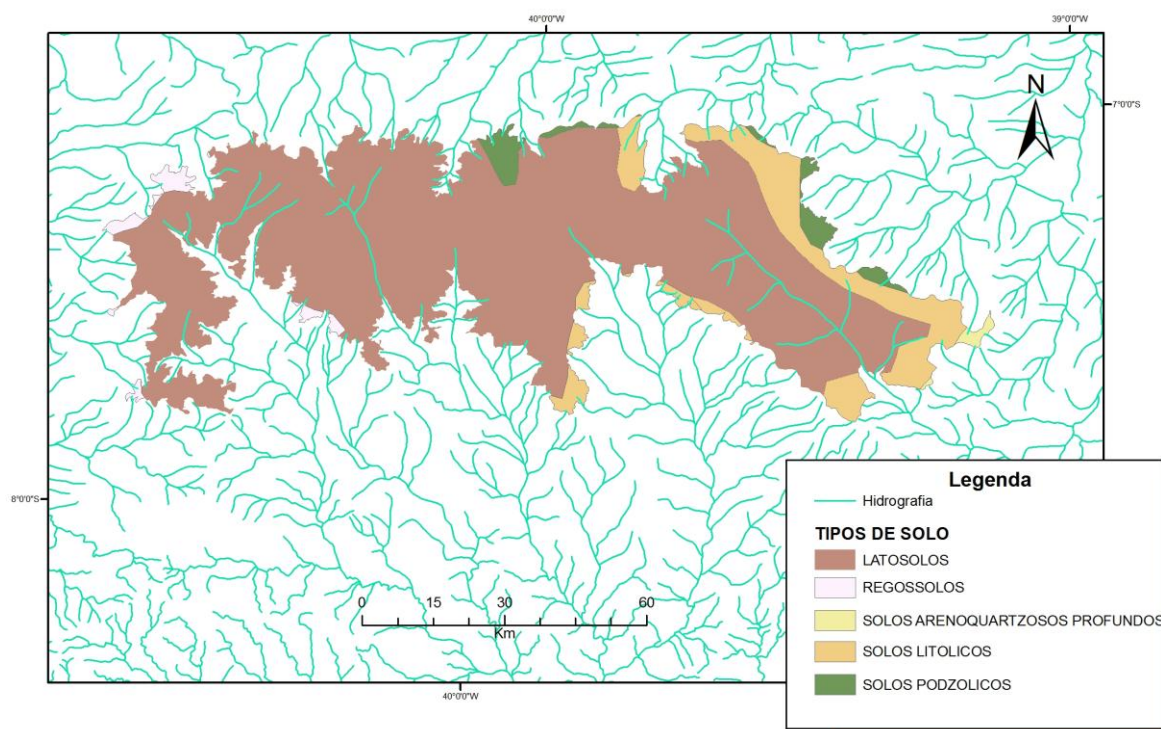 40°0'0"W
39°0'0"W
7°0'0"S
N
8°0'0"S
0 15 30 60
Km
40°0'0"W
Legenda
Hidrografia
TIPOS DE SOLO
LATOSOLOS
REGOSSOLOS
SOLOS ARENOQUARTZOSOS PROFUNDOS
SOLOS LITOLICOS
SOLOS PODZOLICOS